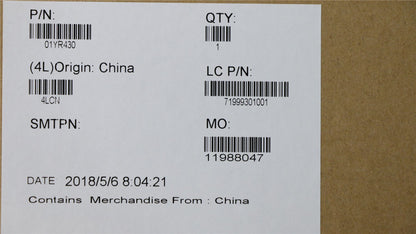 P/N: QTY:
01YR430 1
(4L)Origin: China LC P/N:
4LCN 71999301001
SMTPN: MO:
11988047
DATE 2018/5/6 8:04:21
Contains Merchandise From : China